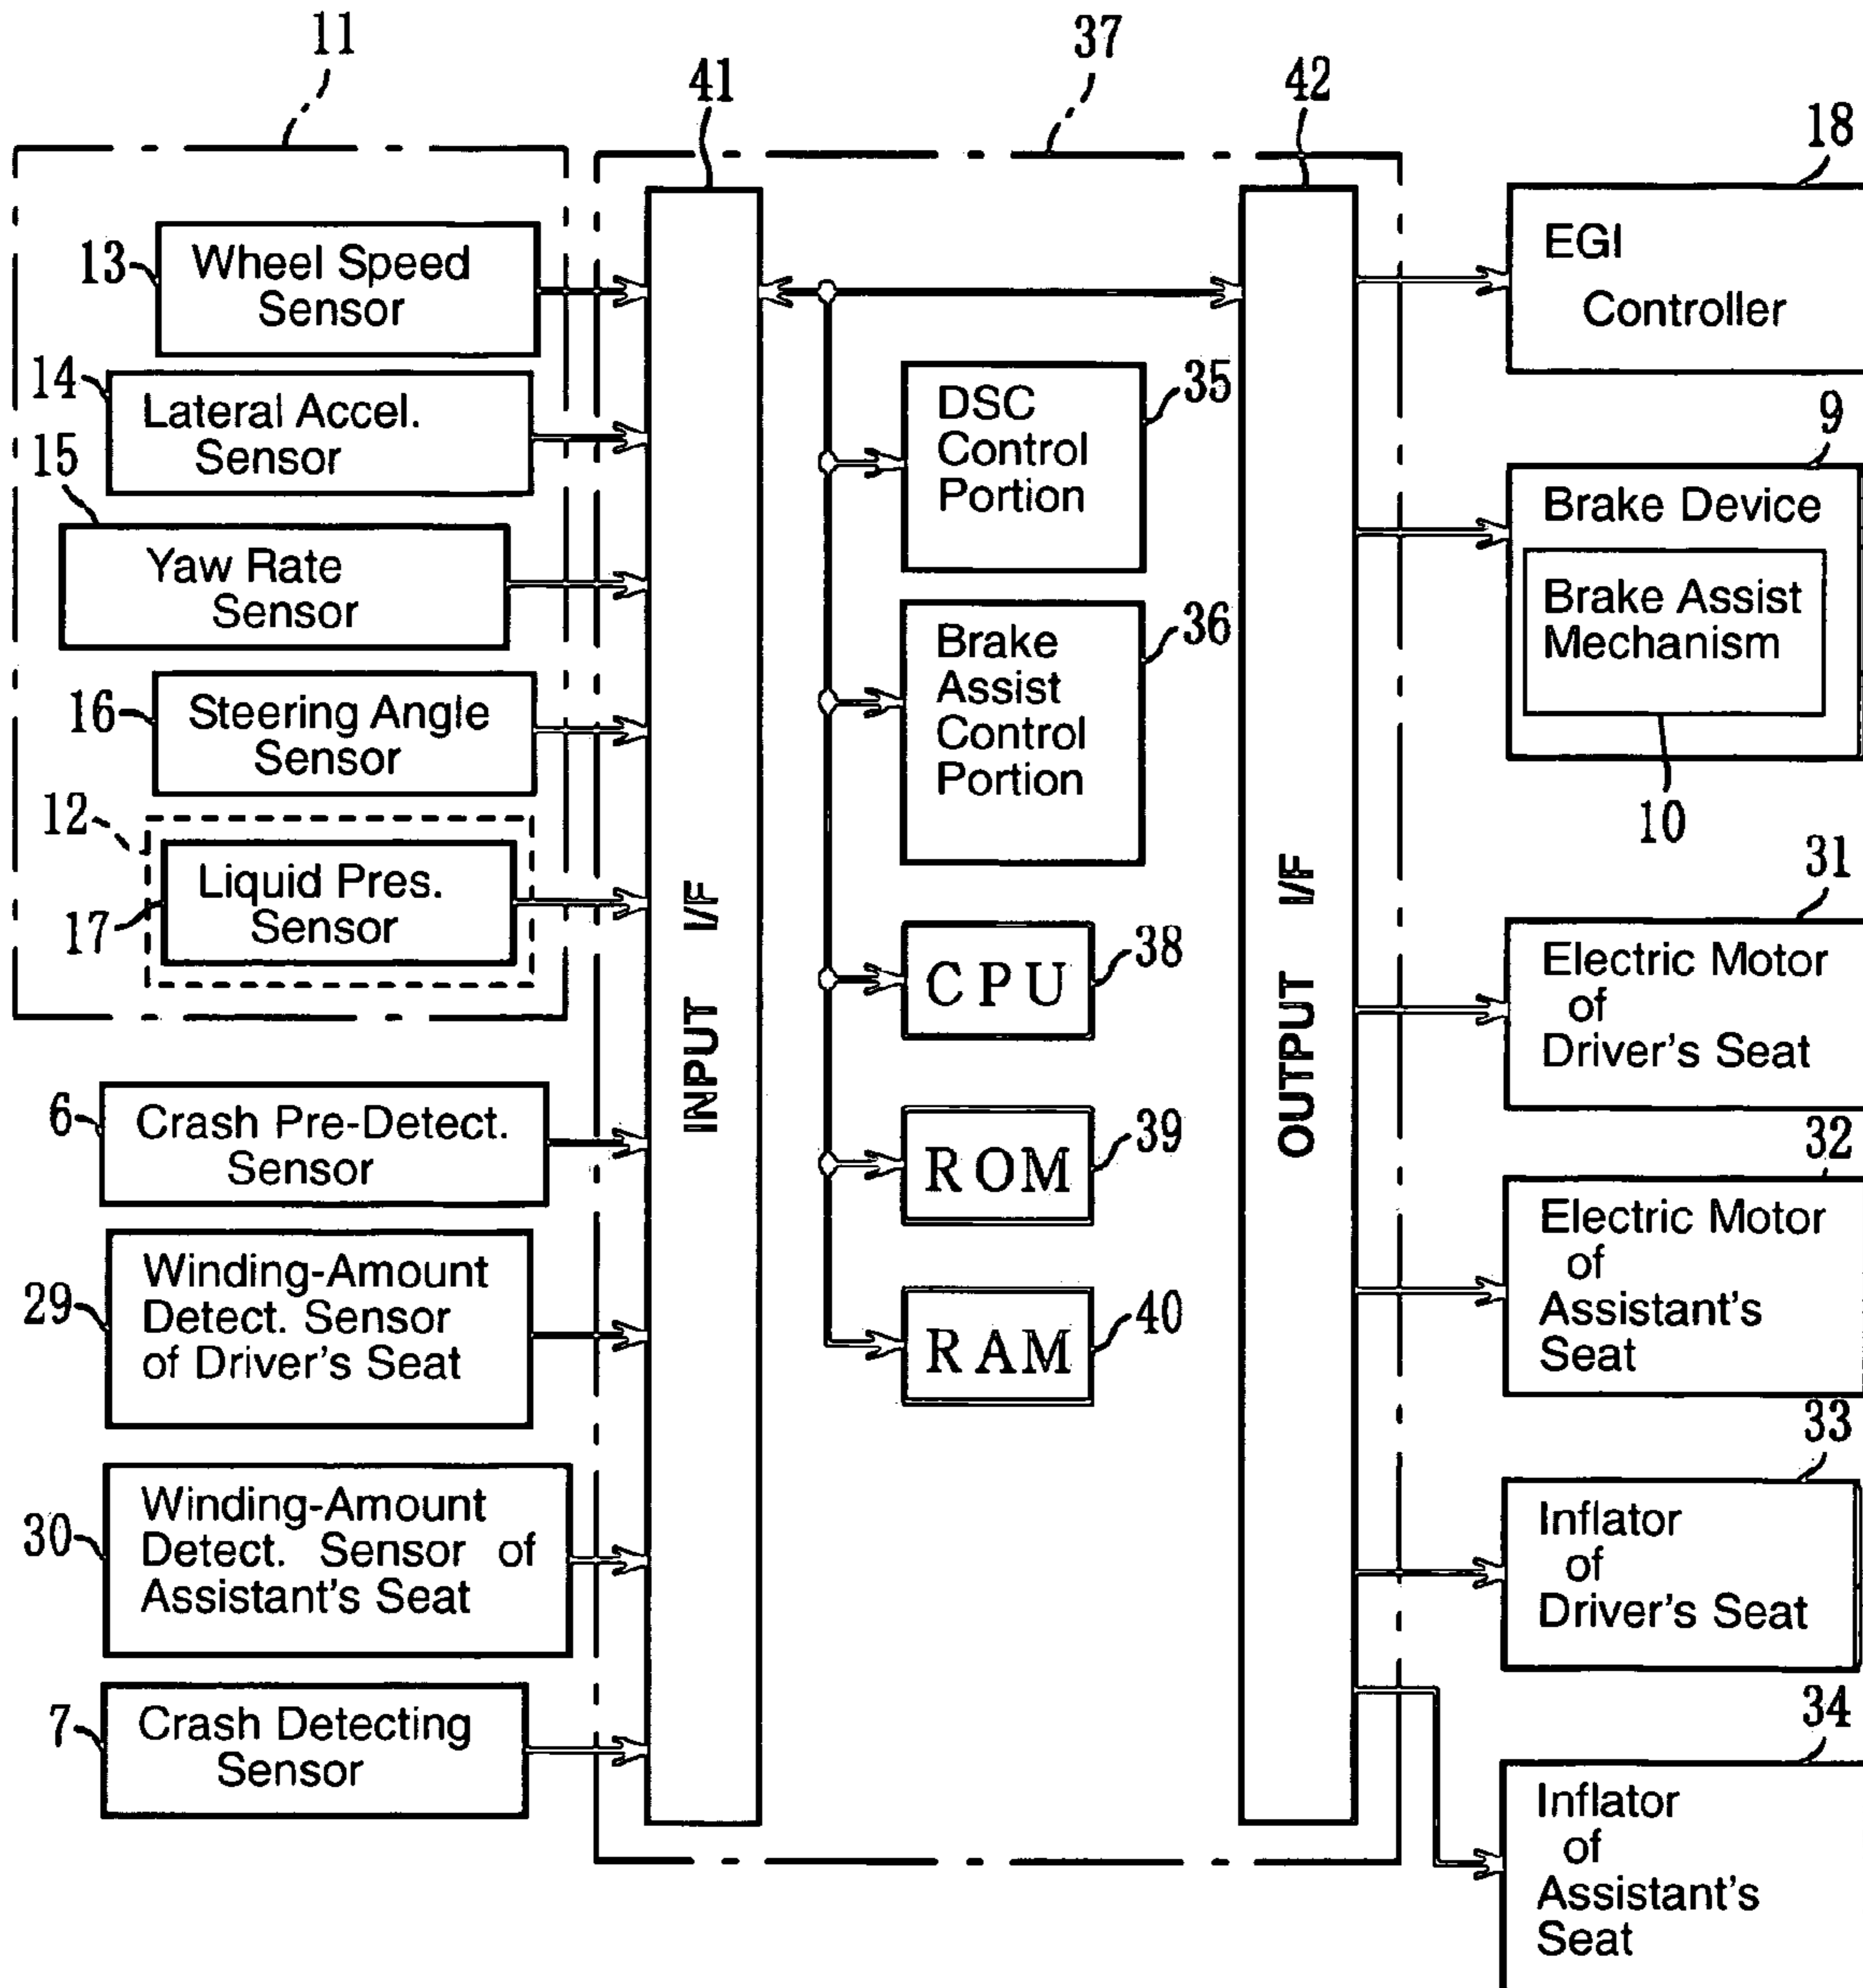 11
37
41
42
18
13
Wheel Speed
Sensor
14
Lateral Accel.
Sensor
15
Yaw Rate
Sensor
16
Steering Angle
Sensor
12
17
Liquid Pres.
Sensor
6
Crash Pre-Detect.
Sensor
29
Winding-Amount
Detect. Sensor
of Driver's Seat
30
Winding-Amount
Detect. Sensor of
Assistant's Seat
7
Crash Detecting
Sensor
INPUT I/F
DSC
Control
Portion
35
Brake
Assist
Control
Portion
36
CPU
38
ROM
39
RAM
40
OUTPUT I/F
EGI
Controller
9
Brake Device
Brake Assist
Mechanism
10
31
Electric Motor
of
Driver's Seat
32
Electric Motor
of
Assistant's
Seat
33
Inflator
of
Driver's Seat
34
Inflator
of
Assistant's
Seat